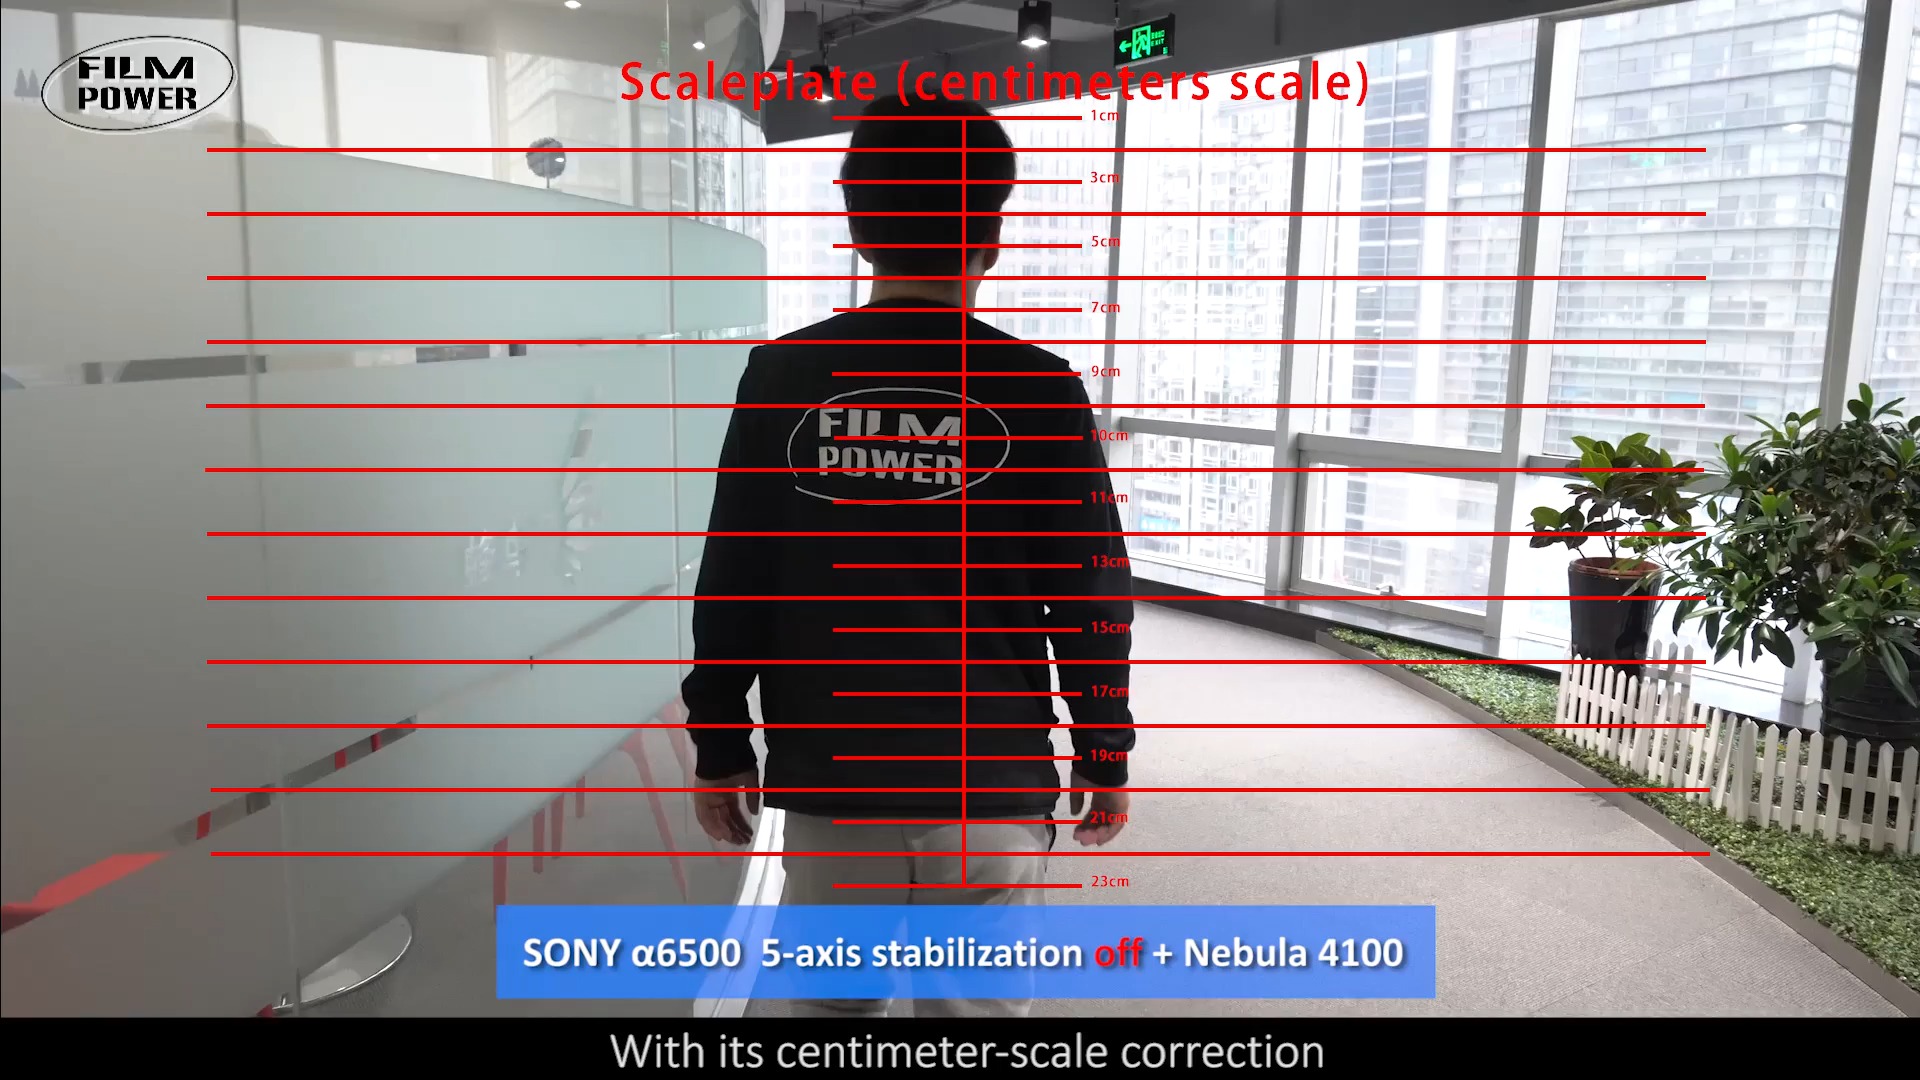 FILM
POWER
EXIT
Scaleplate (centimeters scale)
1cm
3cm
5cm
7cm
9cm
FILM
POWER
10cm
11cm
13cm
15cm
17cm
19cm
21cm
23cm
SONY α6500 5-axis stabilization off + Nebula 4100
With its centimeter-scale correction